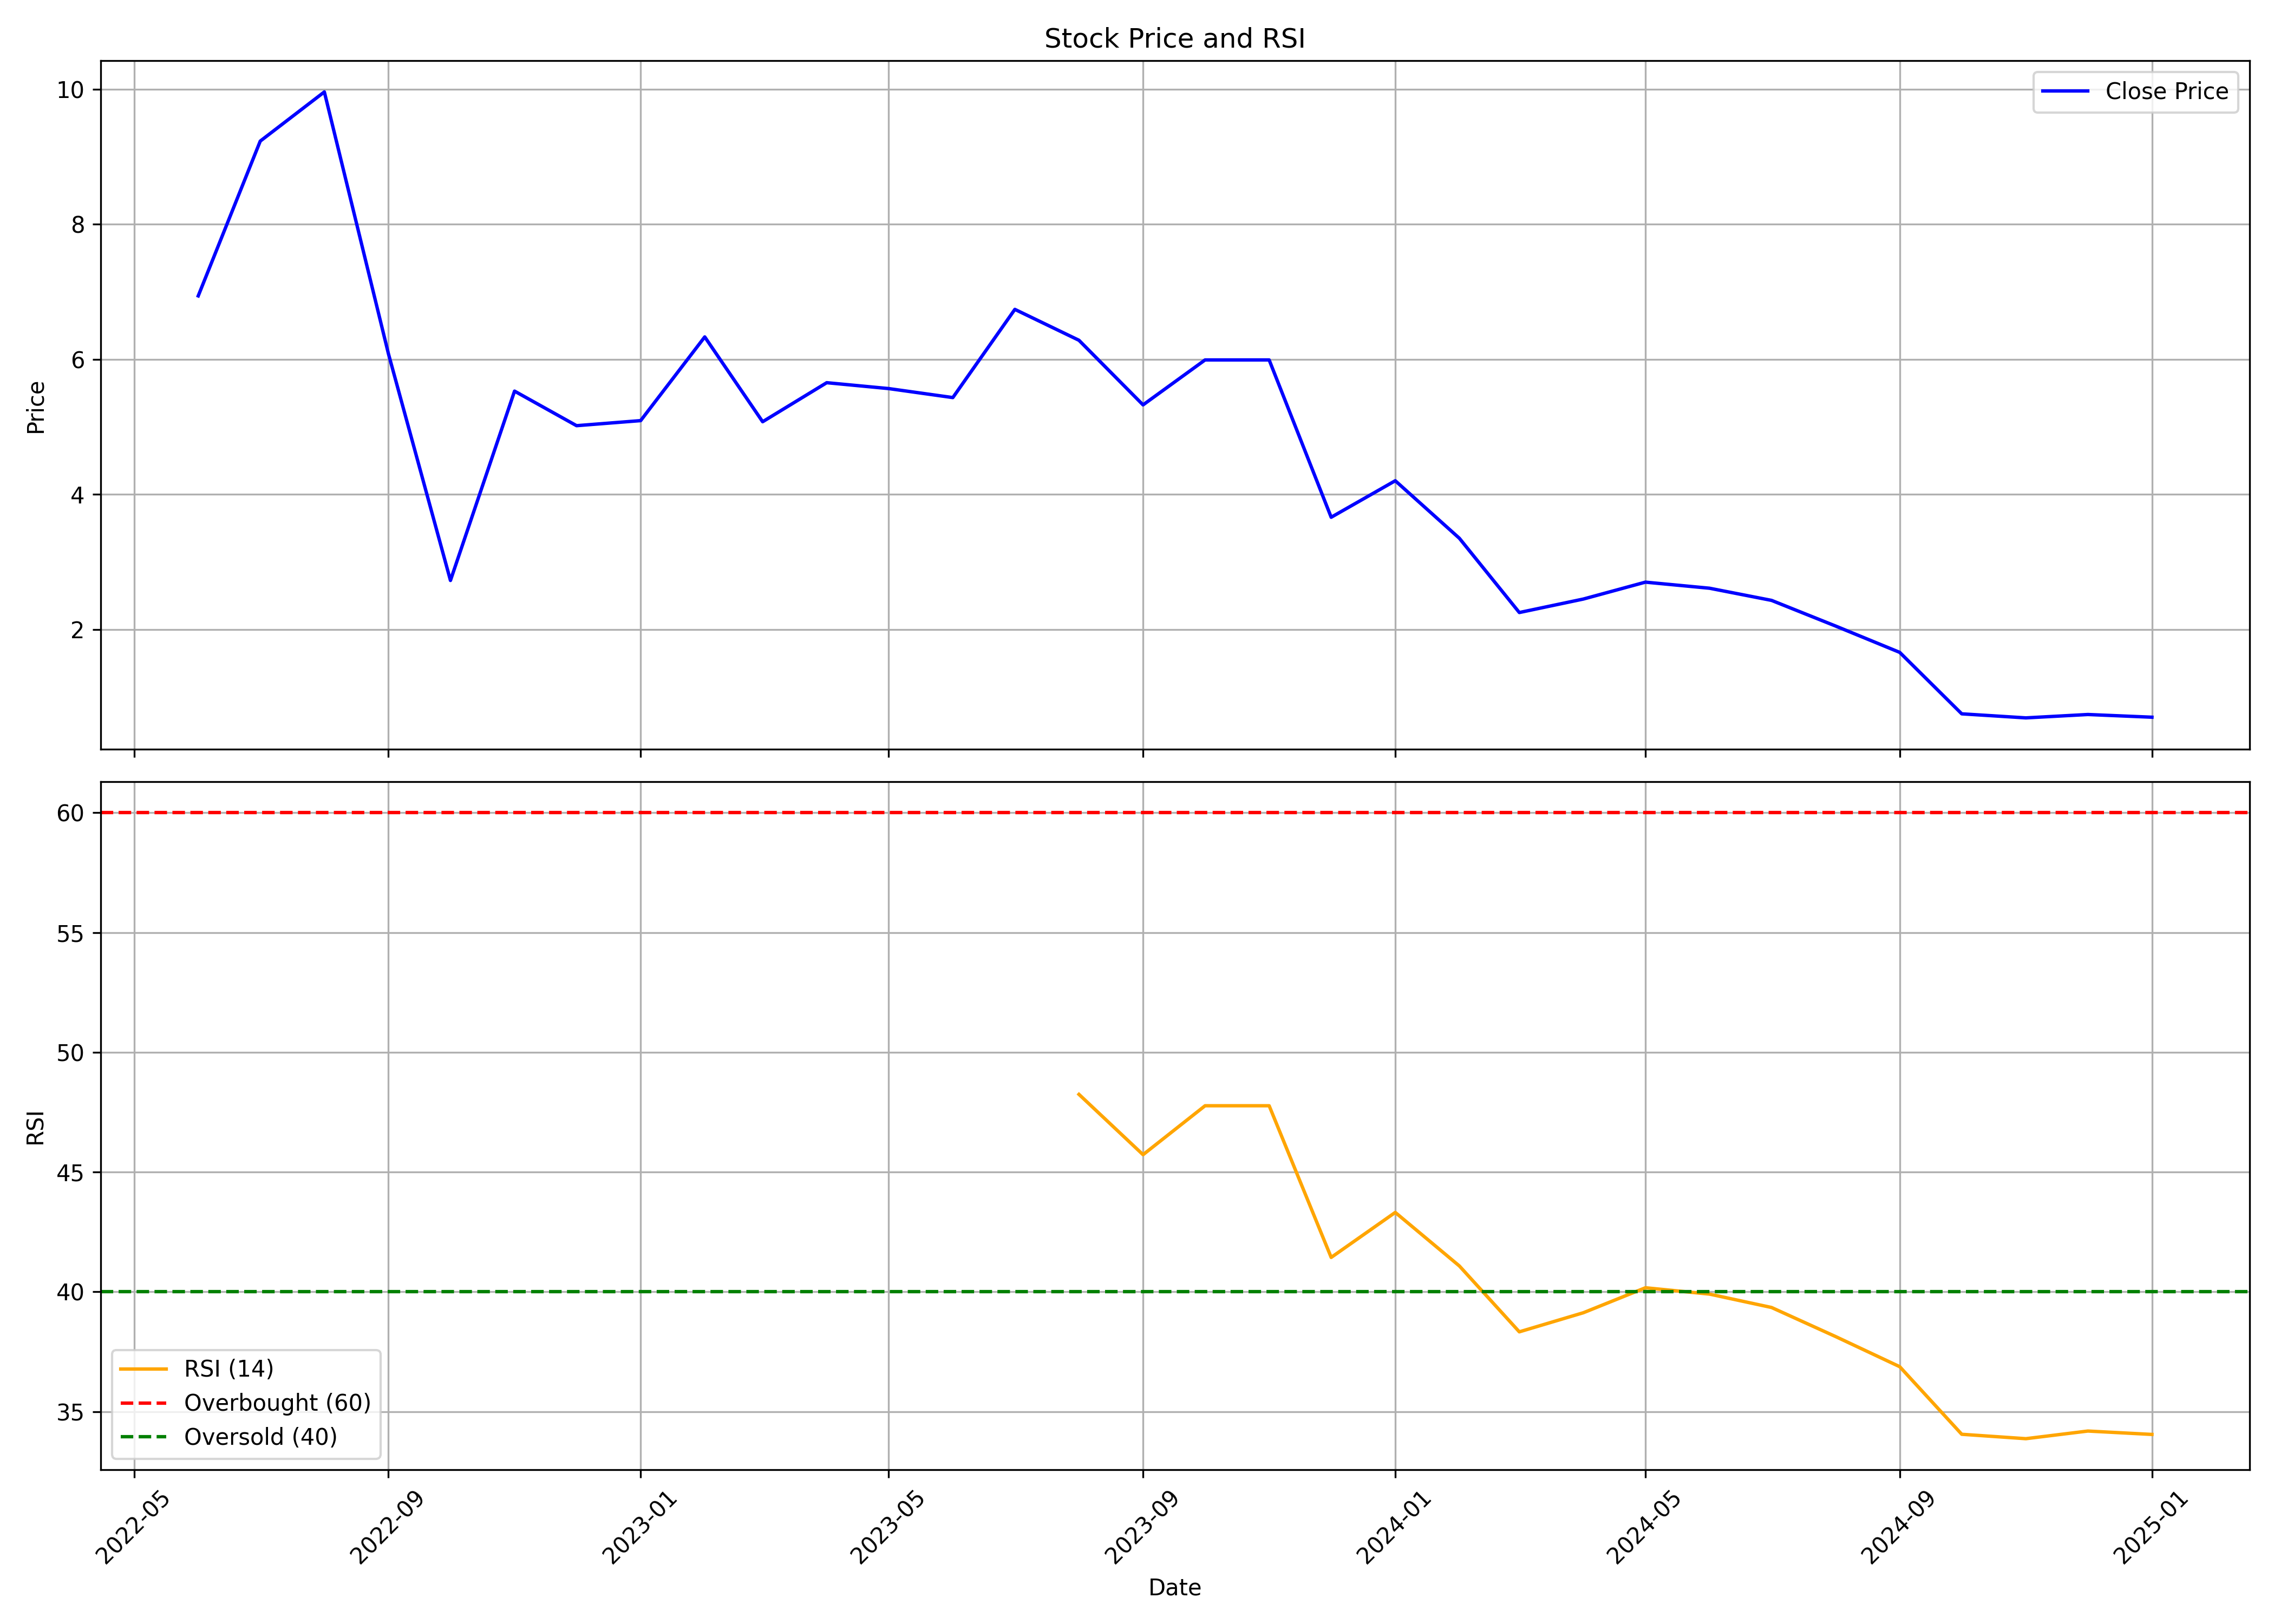 Stock Price and RSI
Close Price
Price
10
8
6
4
2
RSI
60
55
50
45
40
35
RSI (14)
Overbought (60)
Oversold (40)
2022-05
2022-09
2023-01
2023-05
2023-09
2024-01
2024-05
2024-09
2025-01
Date